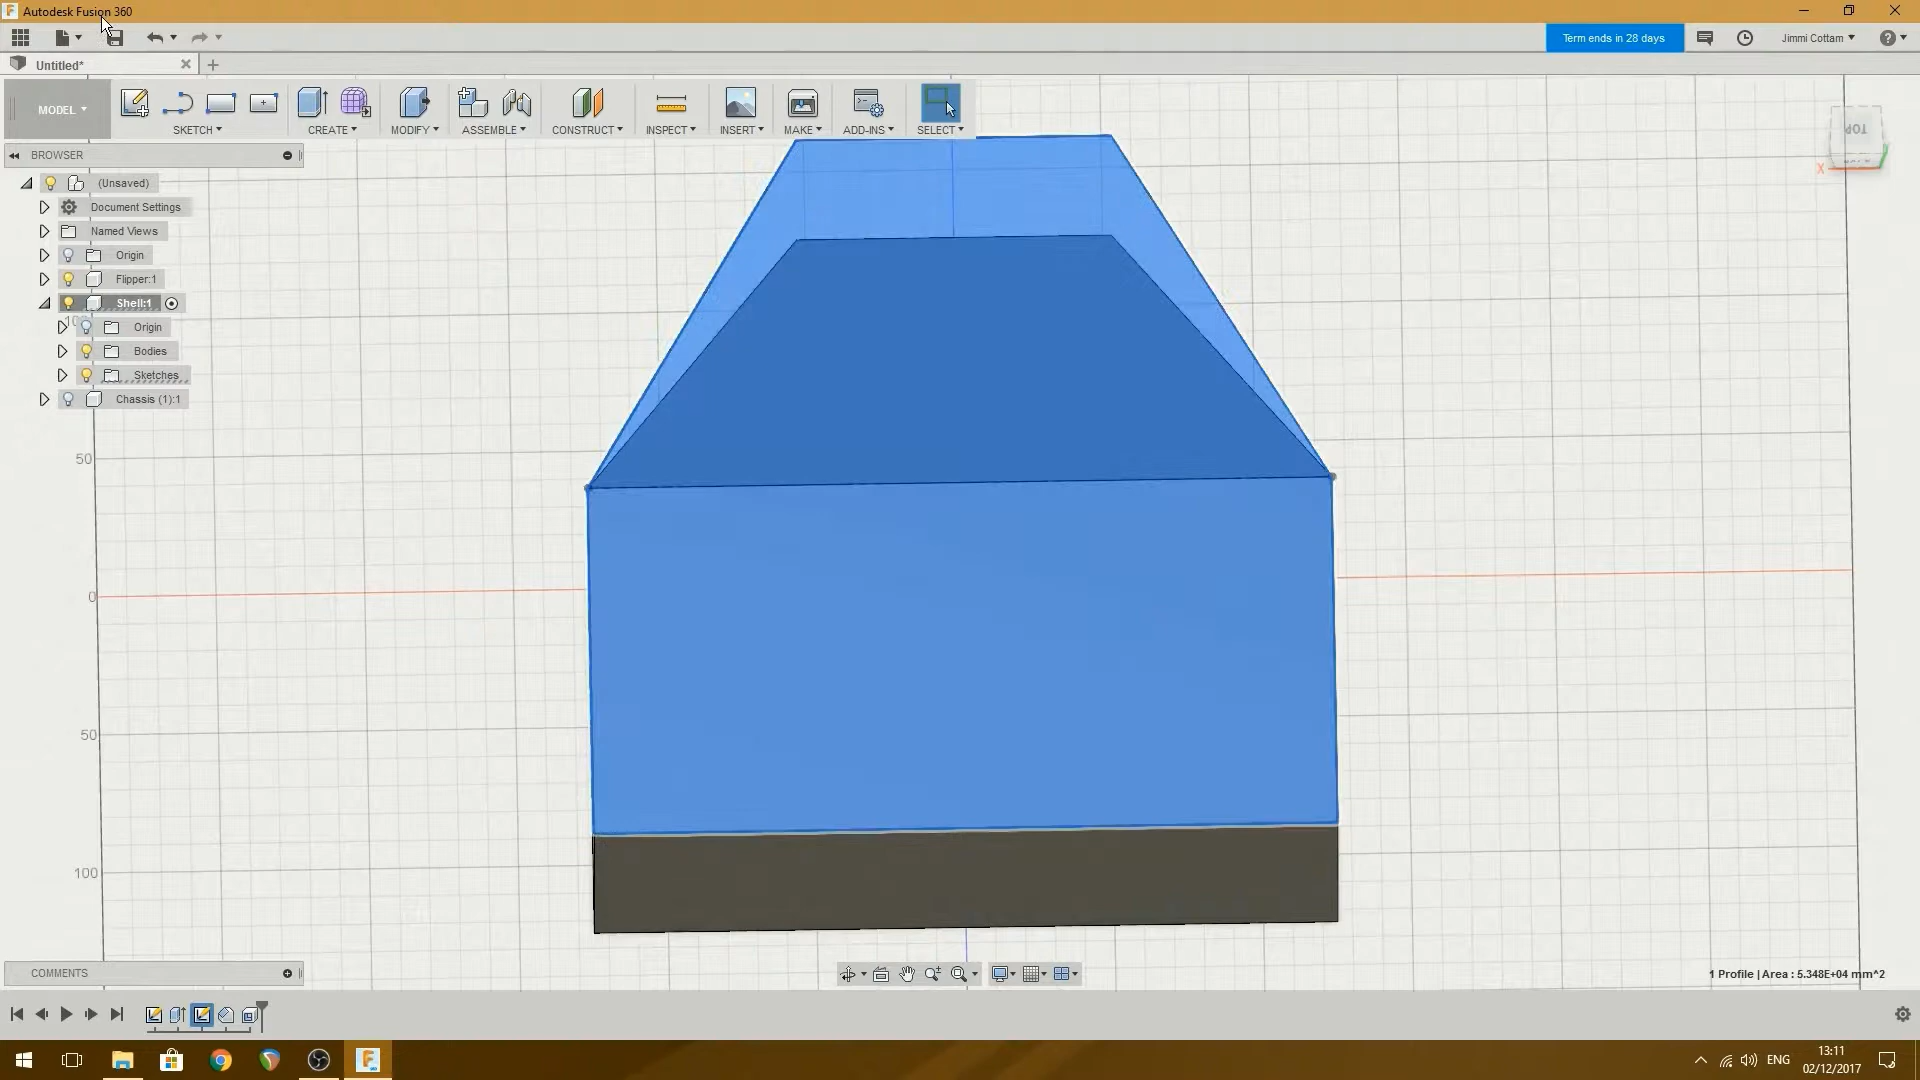 Autodesk Fusion 360
Term ends in 28 days
Jimmi Cottam
Untitled*
MODEL
SKETCH
CREATE
MODIFY
ASSEMBLE
CONSTRUCT
INSPECT
INSERT
MAKE
ADD-INS
SELECT
TOP
X
BROWSER
(Unsaved)
Document Settings
Named Views
Origin
Flipper:1
Shell:1
Origin
Bodies
Sketches
Chassis (1):1
50
0
50
100
COMMENTS
1 Profile | Area : 5.348E+04 mm^2
ENG
13:11
02/12/2017